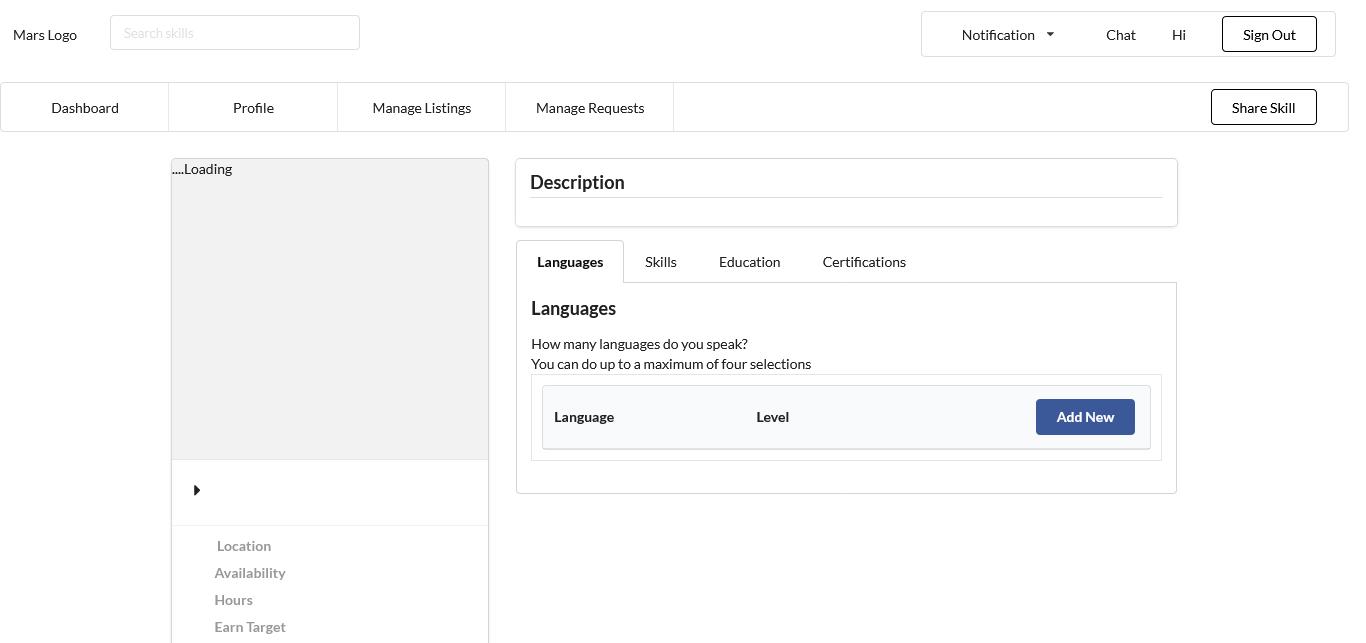 Mars Logo
Search skills
Notification
Chat
Hi
Sign Out
Dashboard
Profile
Manage Listings
Manage Requests
Share Skill
....Loading
Location
Availability
Hours
Earn Target
Description
Languages
Skills
Education
Certifications
Languages
How many languages do you speak?
You can do up to a maximum of four selections
Language
Level
Add New